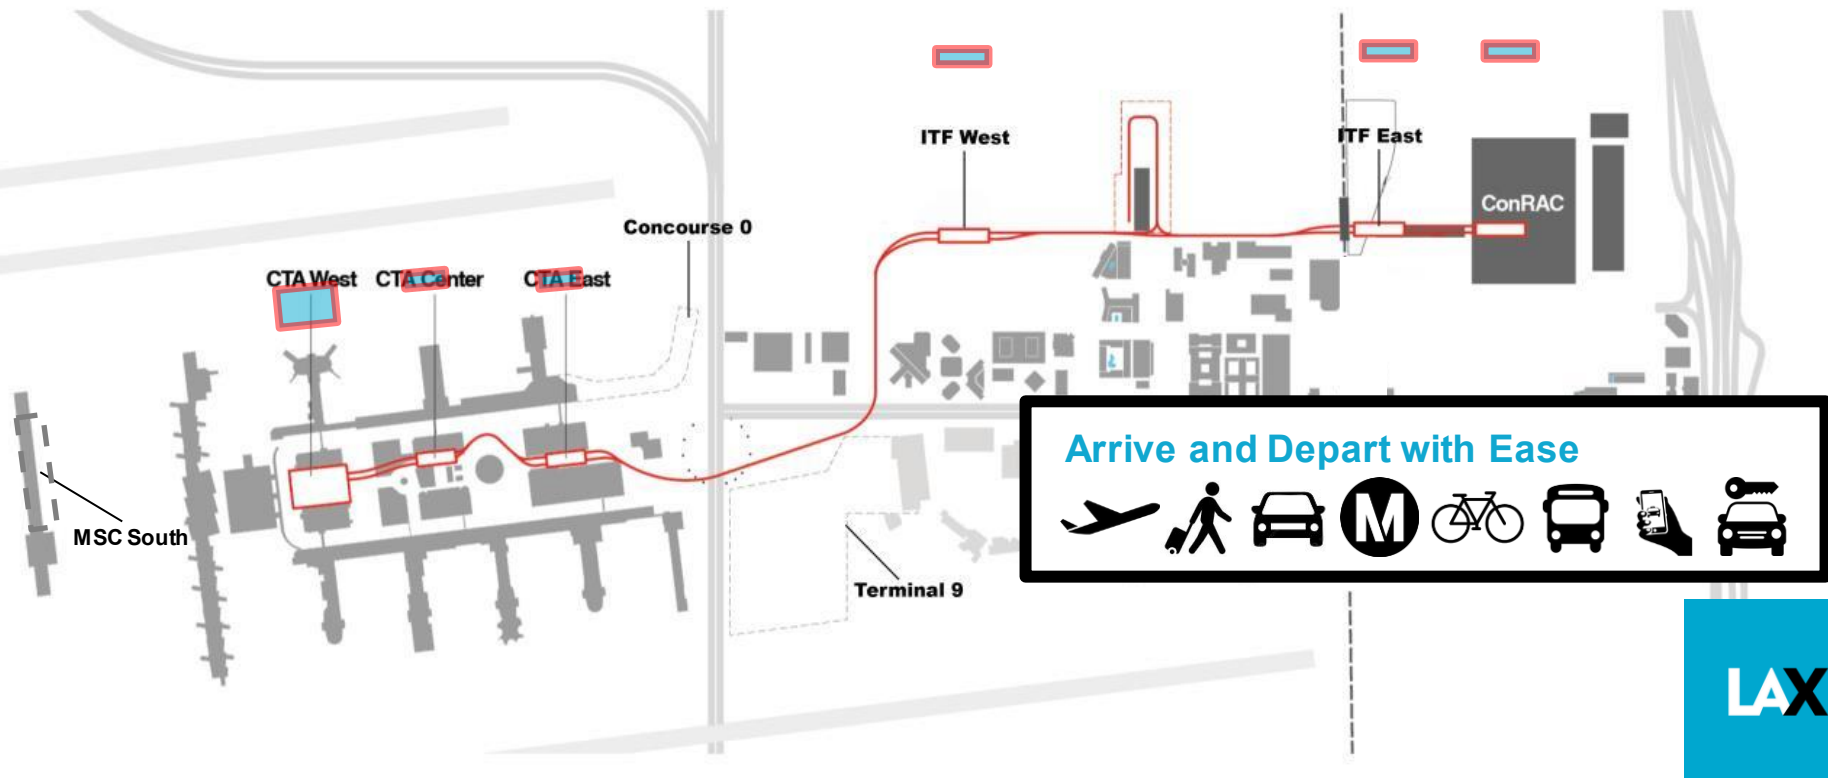 ITF West
ITF East
ConRAC
Concourse 0
CTA West
CTA Center
CTA East
MSC South
Terminal 9
Arrive and Depart with Ease
M
LAX